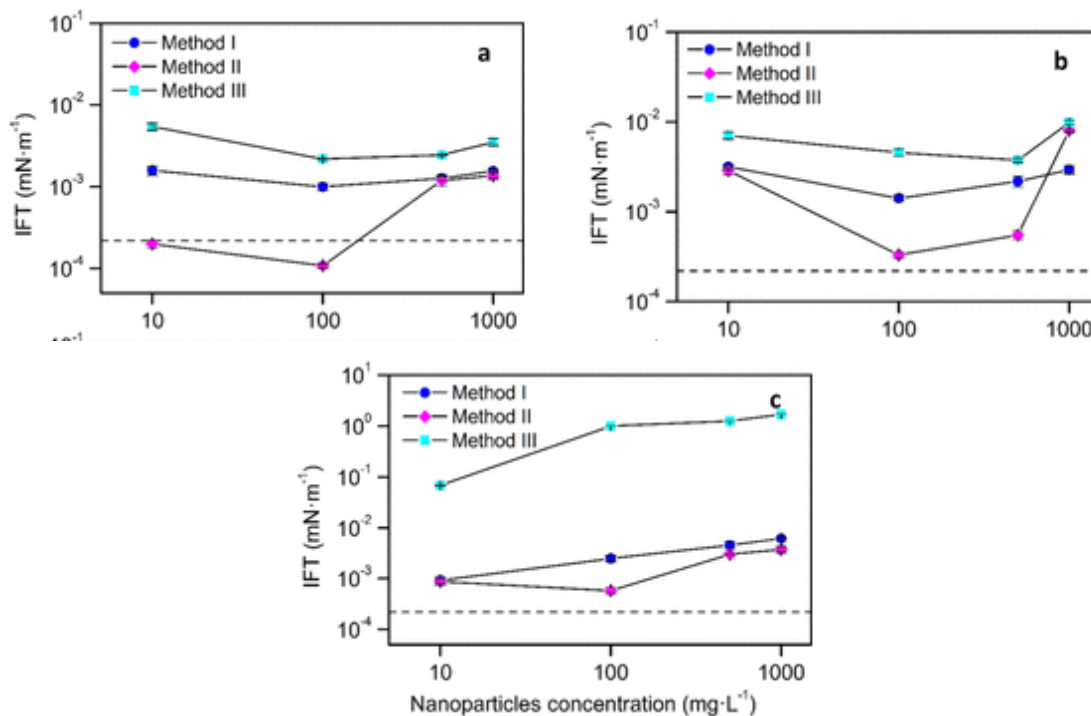 a
Method I
Method II
Method III
IFT (mN·m⁻¹)
10⁻¹
10⁻²
10⁻³
10⁻⁴
10
100
1000
10⁻¹
b
Method I
Method II
Method III
IFT (mN·m⁻¹)
10⁻¹
10⁻²
10⁻³
10⁻⁴
10
100
1000
c
Method I
Method II
Method III
IFT (mN·m⁻¹)
10¹
10⁰
10⁻¹
10⁻²
10⁻³
10⁻⁴
10
100
1000
Nanoparticles concentration (mg·L⁻¹)